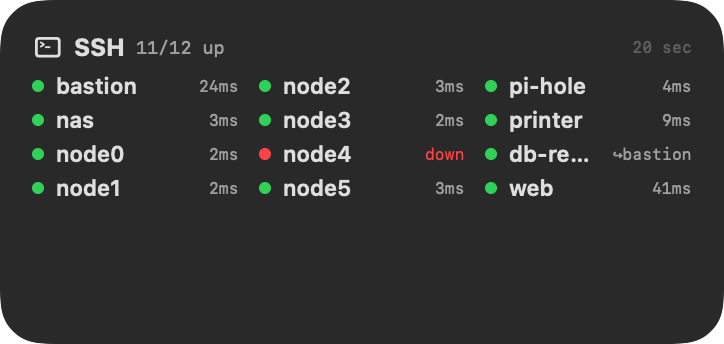 SSH 11/12 up 20 sec
bastion 24ms node2 3ms pi-hole 4ms
nas 3ms node3 2ms printer 9ms
node0 2ms node4 down db-re… ↪bastion
node1 2ms node5 3ms web 41ms